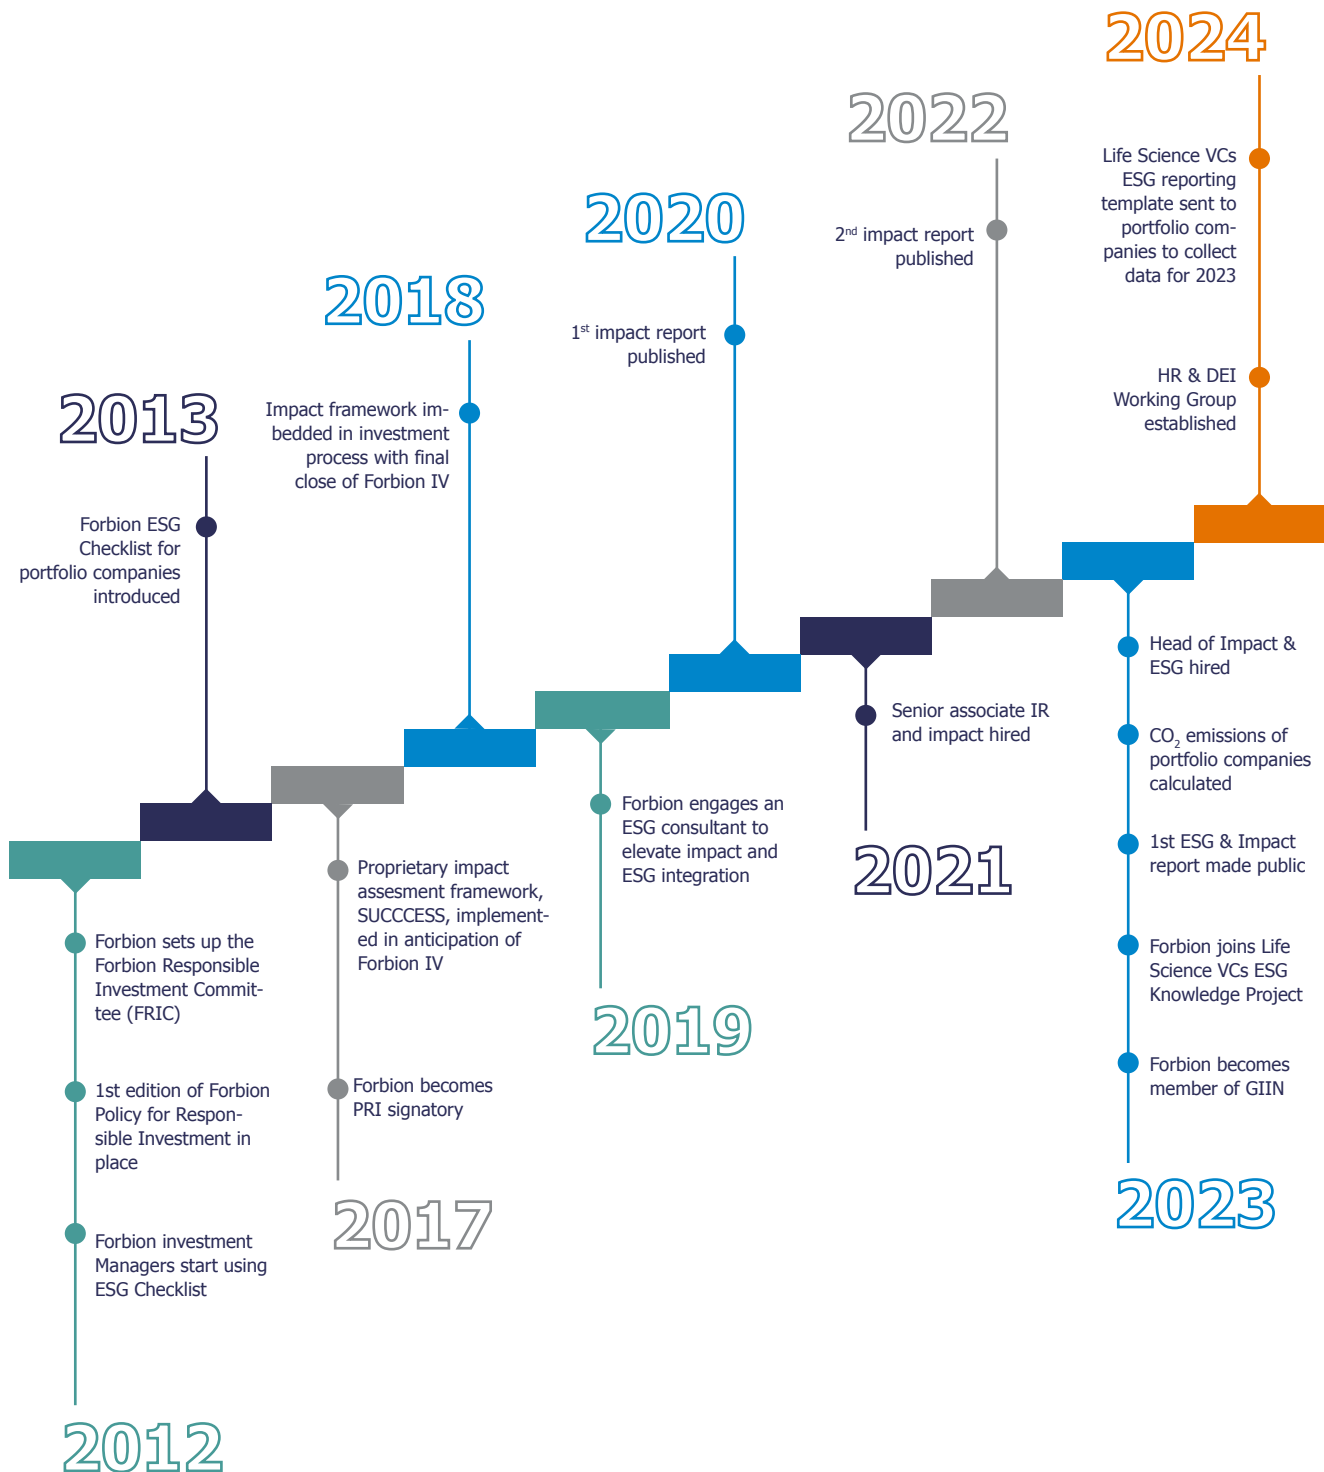 2024
Life Science VCs
ESG reporting
template sent to
portfolio com-
panies to collect
data for 2023
HR & DEI
Working Group
established
2022
2nd impact report
published
2020
1st impact report
published
2018
Impact framework im-
bedded in investment
process with final
close of Forbion IV
2013
Forbion ESG
Checklist for
portfolio companies
introduced
Forbion sets up the
Forbion Responsible
Investment Commit-
tee (FRIC)
1st edition of Forbion
Policy for Respon-
sible Investment in
place
Forbion investment
Managers start using
ESG Checklist
2012
Proprietary impact
assesment framework,
SUCCCESS, implement-
ed in anticipation of
Forbion IV
Forbion becomes
PRI signatory
2017
Forbion engages an
ESG consultant to
elevate impact and
ESG integration
2019
Senior associate IR
and impact hired
2021
Head of Impact &
ESG hired
CO2 emissions of
portfolio companies
calculated
1st ESG & Impact
report made public
Forbion joins Life
Science VCs ESG
Knowledge Project
Forbion becomes
member of GIIN
2023